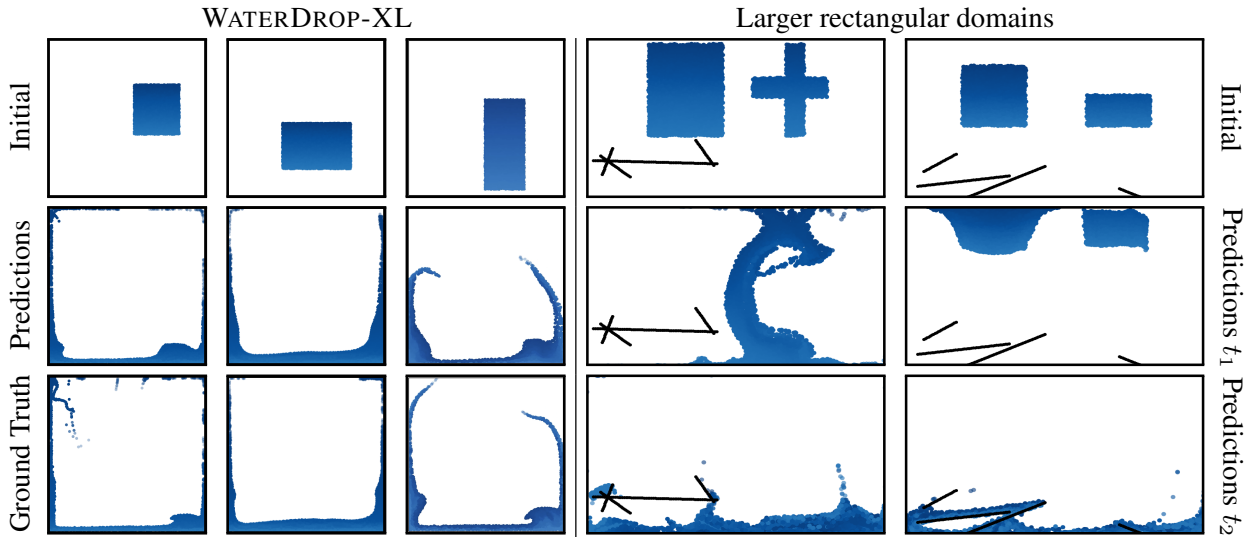 WATERDROP-XL
Larger rectangular domains
Initial
Initial
Predictions
Predictions t₁
Ground Truth
Predictions t₂